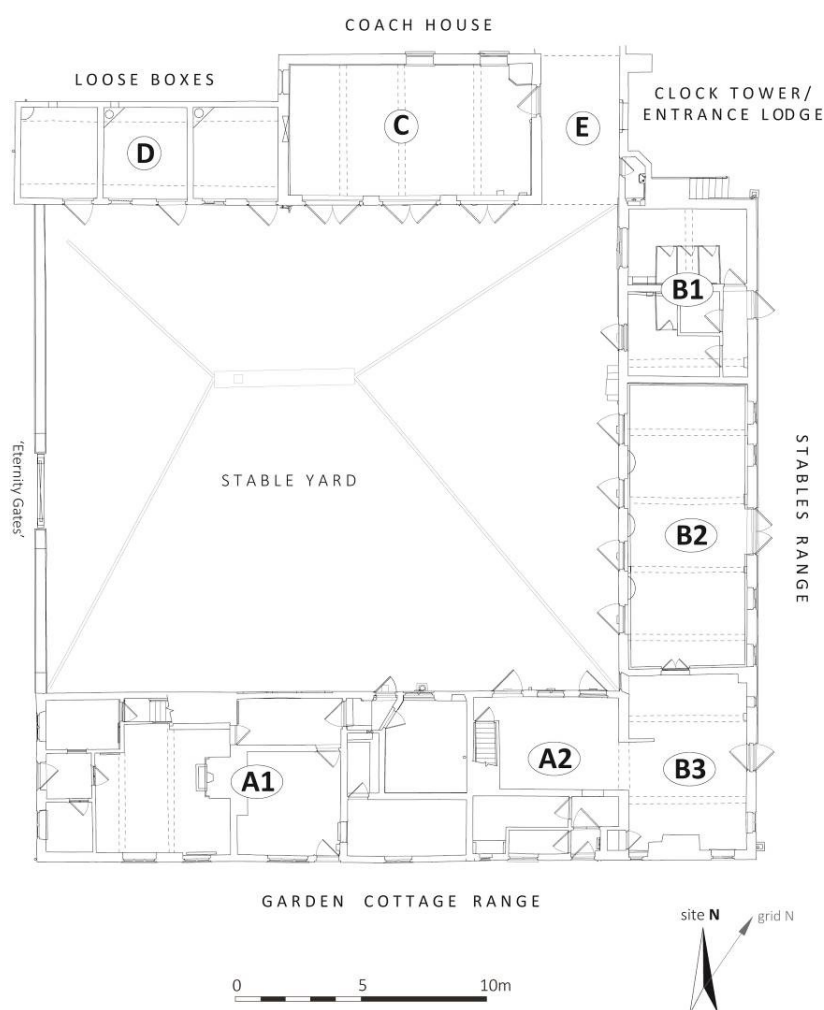 COACH HOUSE
LOOSE BOXES
CLOCK TOWER/
ENTRANCE LODGE
C
D
E
B1
'Eternity Gates'
STABLE YARD
B2
STABLES RANGE
A1
A2
B3
GARDEN COTTAGE RANGE
site N
grid N
0 5 10m